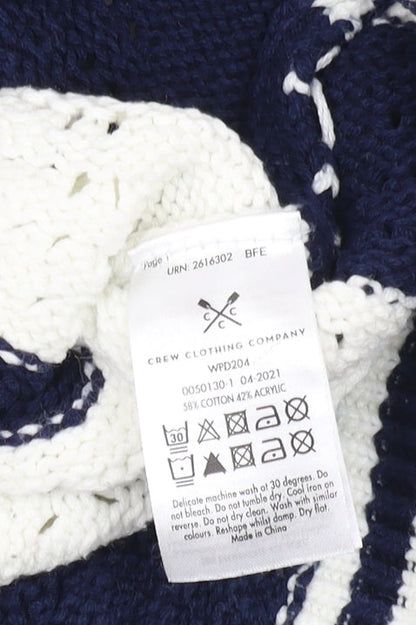 Page 1
URN: 2616302 BFE
C C
C
CREW CLOTHING COMPANY
WPD204
0050130-1 04-2021
58% COTTON 42% ACRYLIC
30
Delicate machine wash at 30 degrees. Do
not bleach. Do not tumble dry. Cool iron on
reverse. Do not dry clean. Wash with similar
colours. Reshape whilst damp. Dry flat.
Made in China